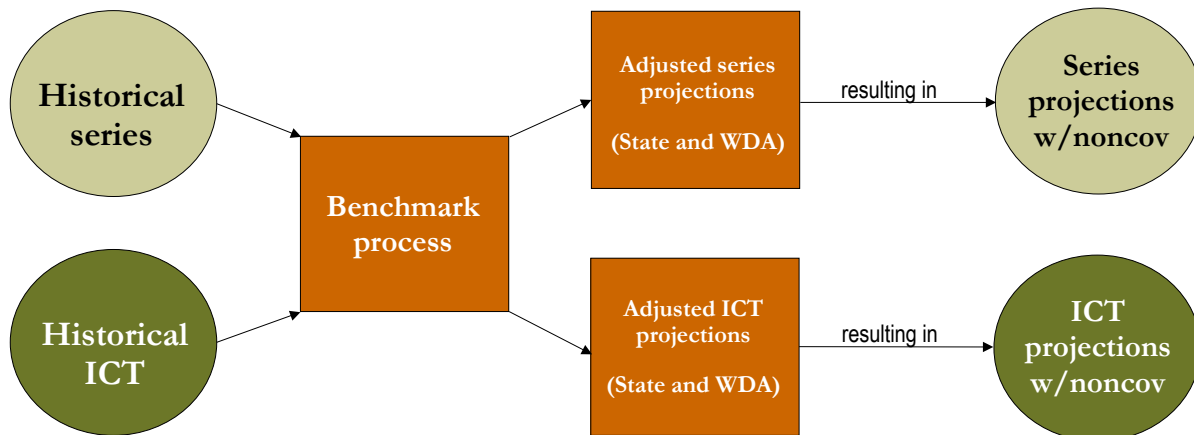 Historical
series
Benchmark
process
Adjusted series
projections
(State and WDA)
resulting in
Series
projections
w/noncov
Historical
ICT
Adjusted ICT
projections
(State and WDA)
resulting in
ICT
projections
w/noncov